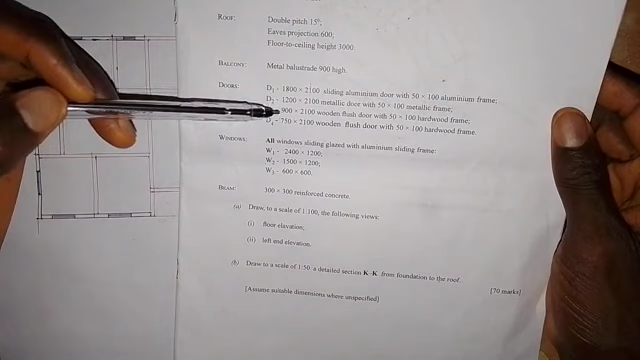 ROOF: Double pitch 15⁰;
Eaves projection 600;
Floor-to-ceiling height 3000
BALCONY: Metal balustrade 900 high.
DOORS: D₁ - 1800 × 2100 sliding aluminium door with 50 × 100 aluminium frame;
D₂ - 1200 × 2100 metallic door with 50 × 100 metallic frame;
900 × 2100 wooden flush door with 50 × 100 hardwood frame;
D₄ - 750 × 2100 wooden flush door with 50 × 100 hardwood frame.
WINDOWS: All windows sliding glazed with aluminium sliding frame:
W₁ - 2400 × 1200;
W₂ - 1500 × 1200;
W₃ - 600 × 600.
BEAM: 300 × 300 reinforced concrete.
(a) Draw, to a scale of 1:100, the following views:
(i) floor elevation;
(ii) left end elevation.
(b) Draw to a scale of 1:50 a detailed section K-K from foundation to the roof.
[70 marks]
[Assume suitable dimensions where unspecified]